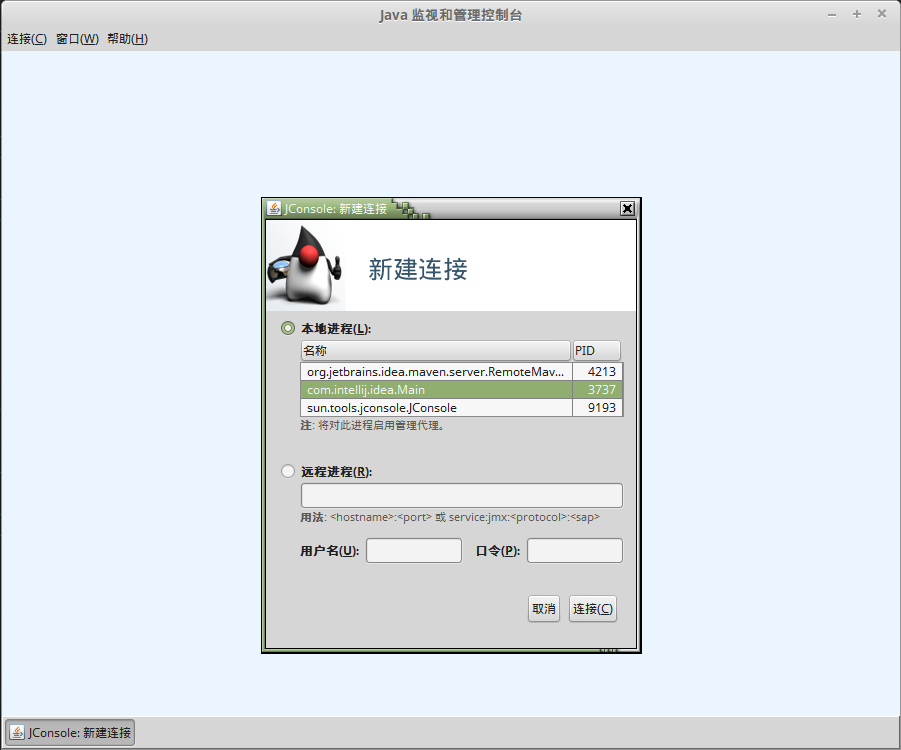 Java 监视和管理控制台
连接(C) 窗口(W) 帮助(H)
JConsole: 新建连接
新建连接
本地进程(L):
名称 PID
org.jetbrains.idea.maven.server.RemoteMav... 4213
com.intellij.idea.Main 3737
sun.tools.jconsole.JConsole 9193
注: 将对此进程启用管理代理。
远程进程(R):
用法: <hostname>:<port> 或 service:jmx:<protocol>:<sap>
用户名(U): 口令(P):
取消 连接(C)
JConsole: 新建连接